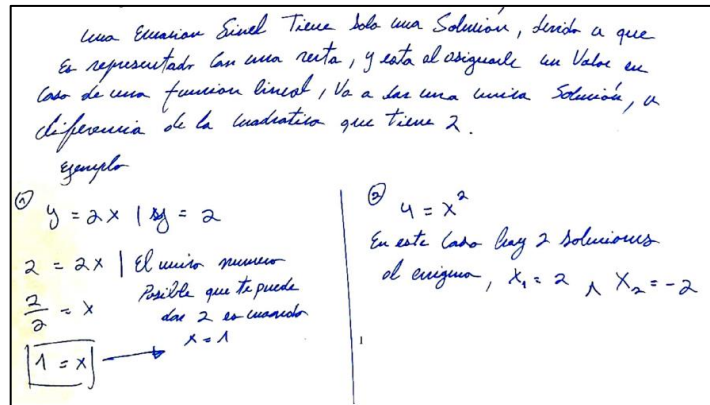 Una Ecuacion Lineal Tiene Solo una Solución, debido a que
Es representada Con una recta, y esta al asignarle un Valor en
Caso de una funcion lineal, Va a dar una unica Solución, a
diferencia de la cuadratica que tiene 2.
Ejemplo
① y = 2x | y = 2
2 = 2x | El unico numero
Posible que te puede
dar 2 es cuando
x = 1
2/2 = x
1 = x
② 4 = x²
En este Caso hay 2 soluciones
al enigma, x₁ = 2 ∧ x₂ = -2